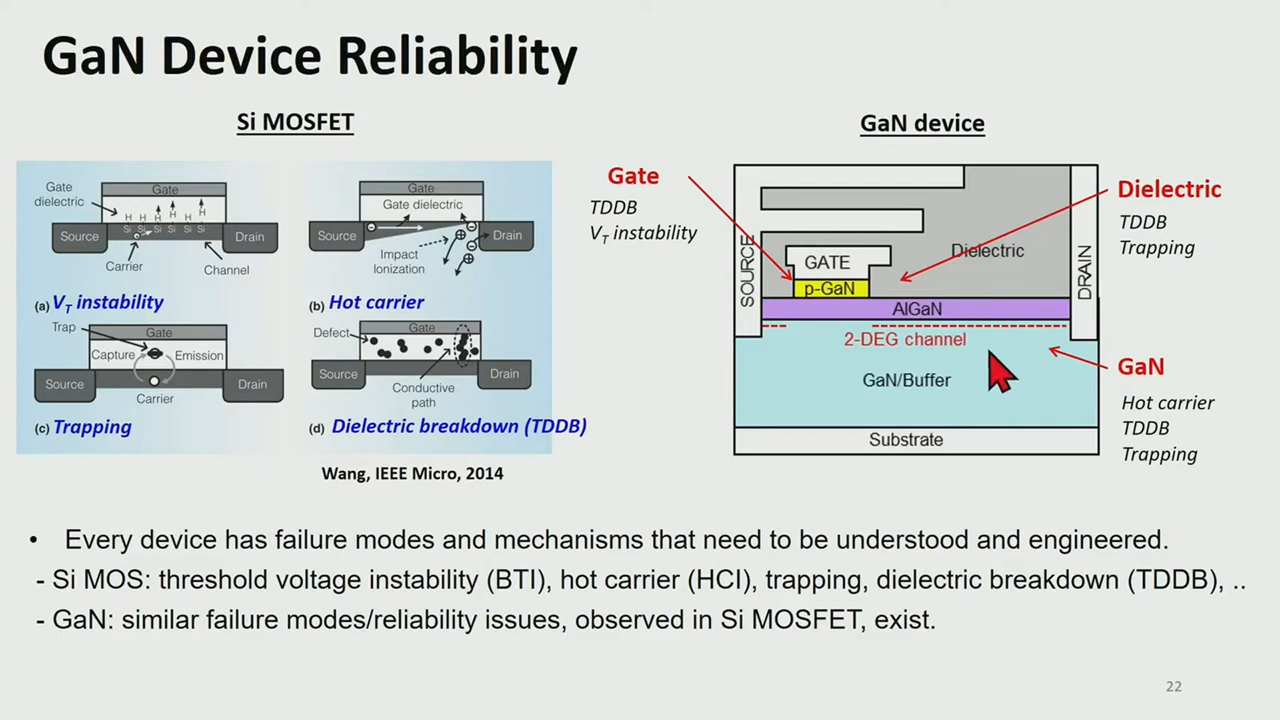 GaN Device Reliability
Si MOSFET
Gate
Gate
dielectric
H H H H H
Si Si Si Si Si
Source
Drain
Carrier
Channel
(a) VT instability
Gate
Gate dielectric
Source
Drain
Impact
Ionization
(b) Hot carrier
Trap
Gate
Capture
Emission
Source
Drain
Carrier
(c) Trapping
Defect
Gate
Source
Drain
Conductive
path
(d) Dielectric breakdown (TDDB)
Wang, IEEE Micro, 2014
GaN device
Gate
TDDB
VT instability
SOURCE
GATE
p-GaN
Dielectric
DRAIN
AlGaN
2-DEG channel
GaN/Buffer
Substrate
Dielectric
TDDB
Trapping
GaN
Hot carrier
TDDB
Trapping
• Every device has failure modes and mechanisms that need to be understood and engineered.
- Si MOS: threshold voltage instability (BTI), hot carrier (HCI), trapping, dielectric breakdown (TDDB), ..
- GaN: similar failure modes/reliability issues, observed in Si MOSFET, exist.
22